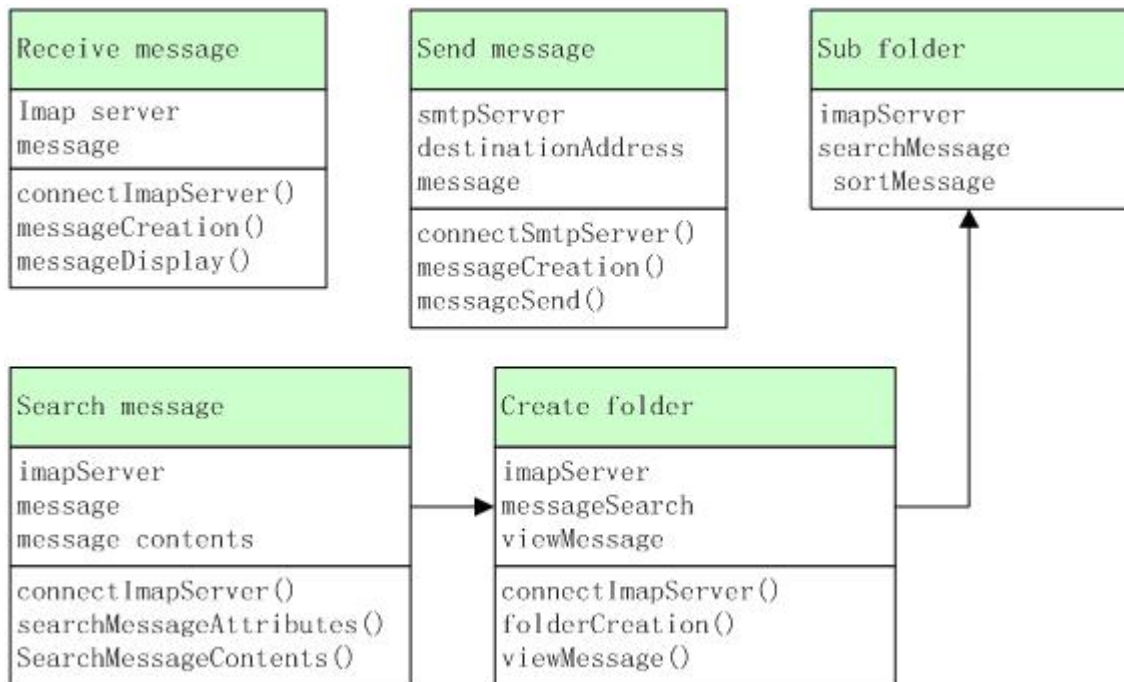 Receive message
Imap server
message
connectImapServer()
messageCreation()
messageDisplay()
Send message
smtpServer
destinationAddress
message
connectSmtpServer()
messageCreation()
messageSend()
Sub folder
imapServer
searchMessage
sortMessage
Search message
imapServer
message
message contents
connectImapServer()
searchMessageAttributes()
SearchMessageContents()
Create folder
imapServer
messageSearch
viewMessage
connectImapServer()
folderCreation()
viewMessage()